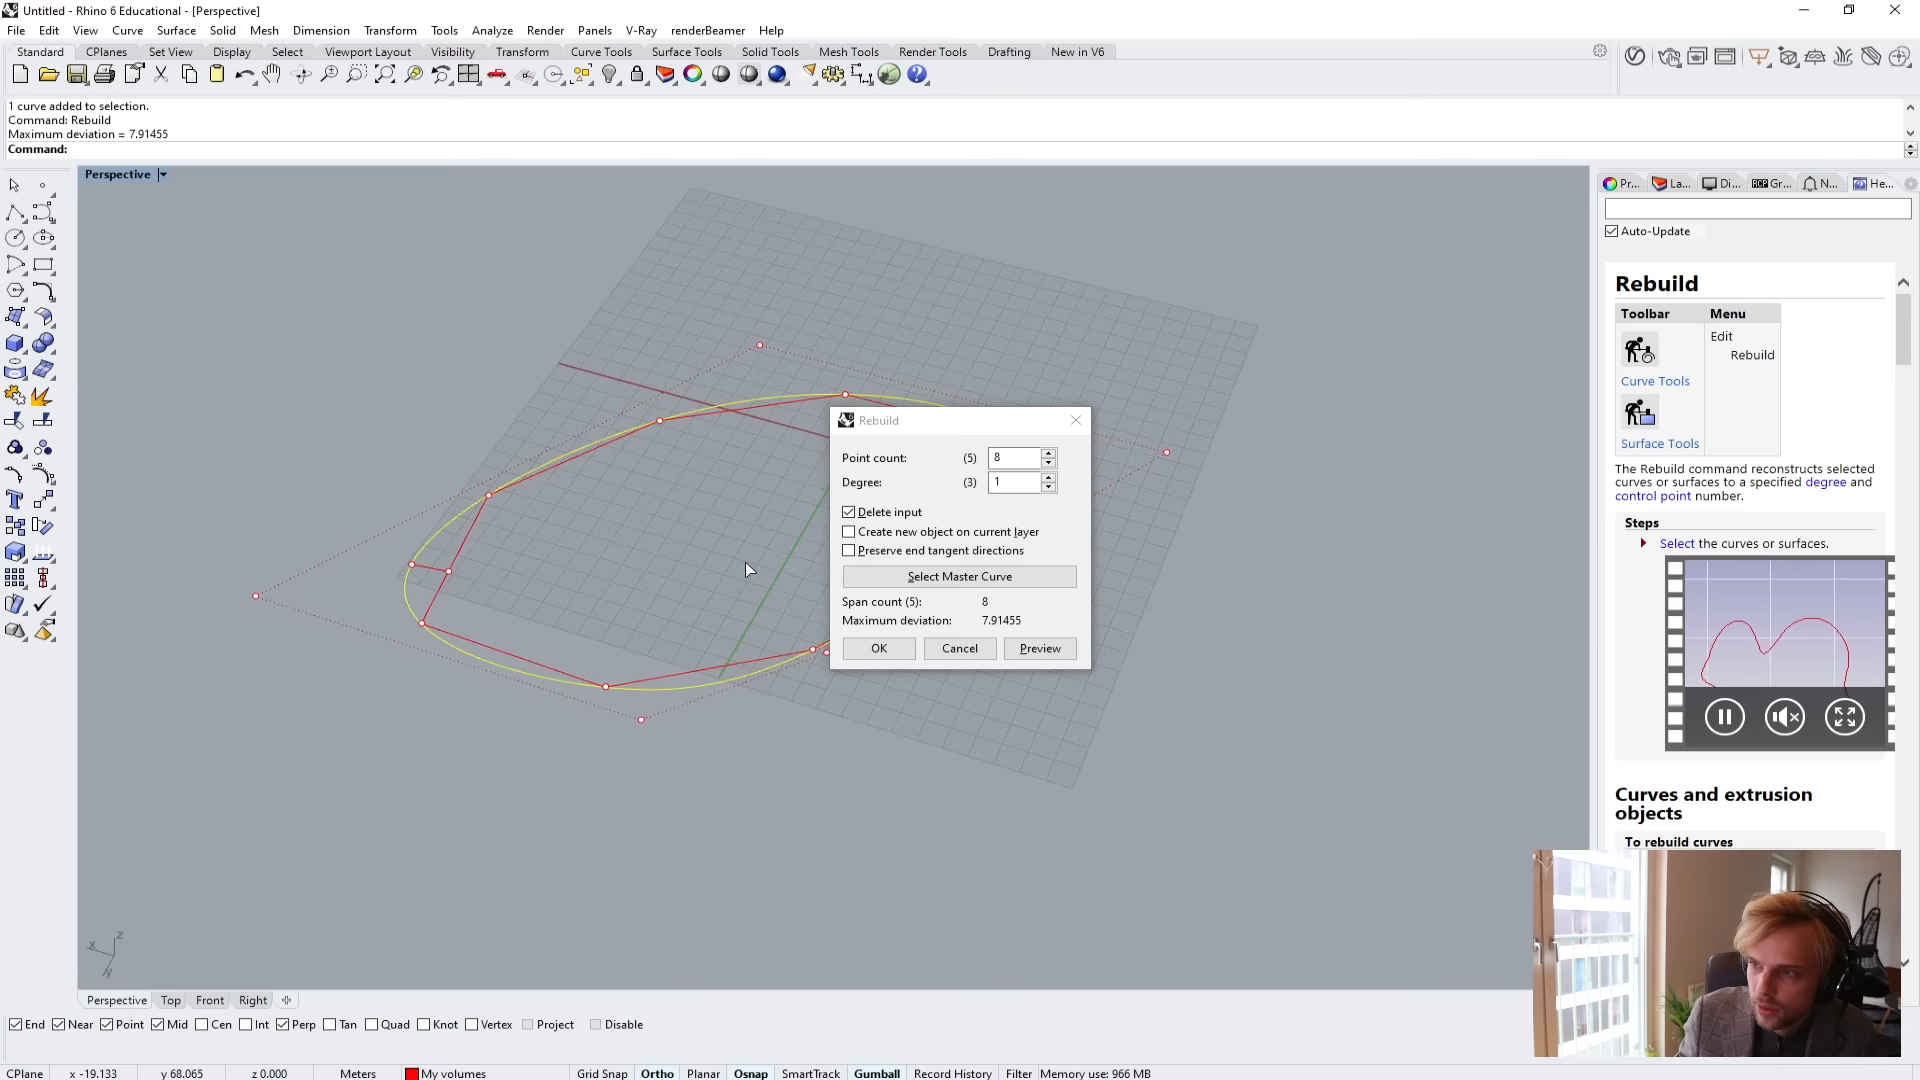 Untitled - Rhino 6 Educational - [Perspective]
File Edit View Curve Surface Solid Mesh Dimension Transform Tools Analyze Render Panels V-Ray renderBeamer Help
Standard CPlanes Set View Display Select Viewport Layout Visibility Transform Curve Tools Surface Tools Solid Tools Mesh Tools Render Tools Drafting New in V6
1 curve added to selection.
Command: Rebuild
Maximum deviation = 7.91455
Command:
Perspective
Pr... La... Di... RCP Gr... N... He...
Auto-Update
Rebuild
Toolbar Menu
Edit
Rebuild
Curve Tools
Surface Tools
The Rebuild command reconstructs selected
curves or surfaces to a specified degree and
control point number.
Steps
Select the curves or surfaces.
Curves and extrusion
objects
To rebuild curves
Rebuild
Point count: (5) 8
Degree: (3) 1
Delete input
Create new object on current layer
Preserve end tangent directions
Select Master Curve
Span count (5): 8
Maximum deviation: 7.91455
OK Cancel Preview
z
x
y
Perspective Top Front Right
End Near Point Mid Cen Int Perp Tan Quad Knot Vertex Project Disable
CPlane x -19.133 y 68.065 z 0.000 Meters My volumes Grid Snap Ortho Planar Osnap SmartTrack Gumball Record History Filter Memory use: 966 MB